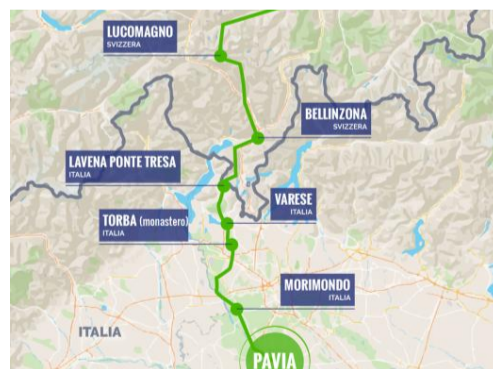 LUCOMAGNO
SVIZZERA
BELLINZONA
SVIZZERA
LAVENA PONTE TRESA
ITALIA
VARESE
ITALIA
TORBA (monastero)
ITALIA
MORIMONDO
ITALIA
ITALIA
PAVIA